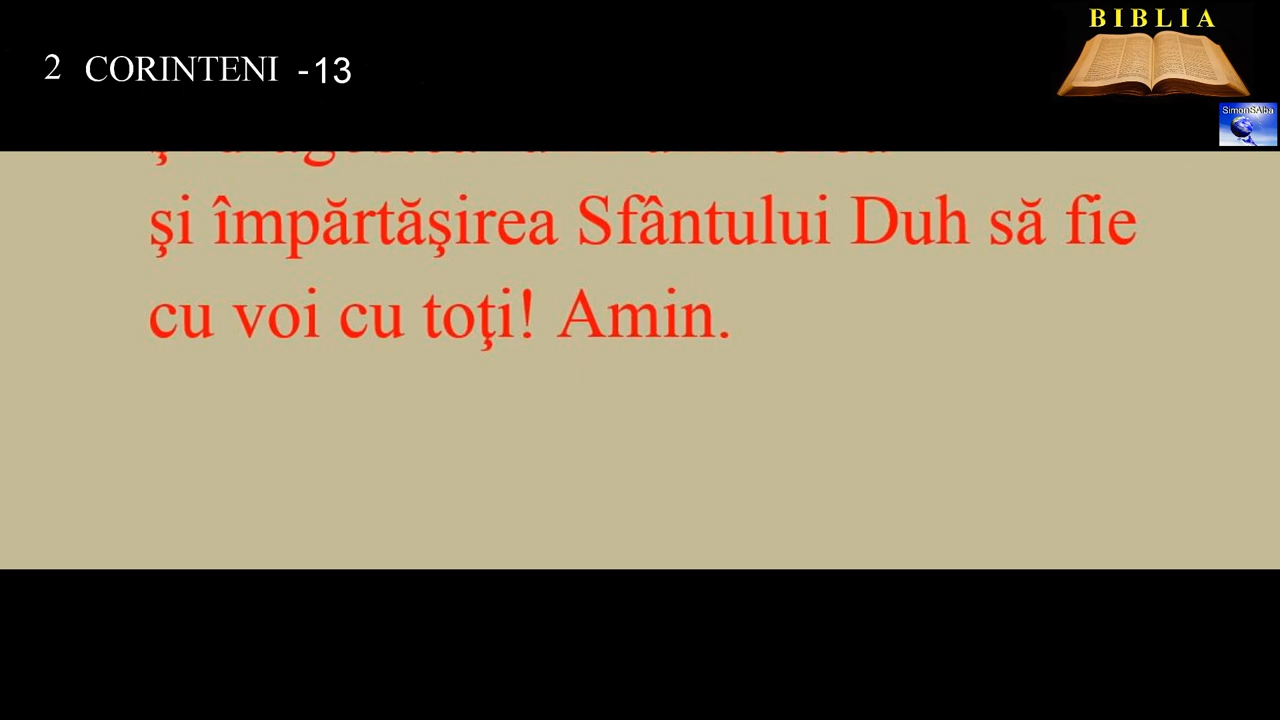 BIBLIA
2 CORINTENI -13
SimonSAlba
şi împărtăşirea Sfântului Duh să fie
cu voi cu toţi! Amin.